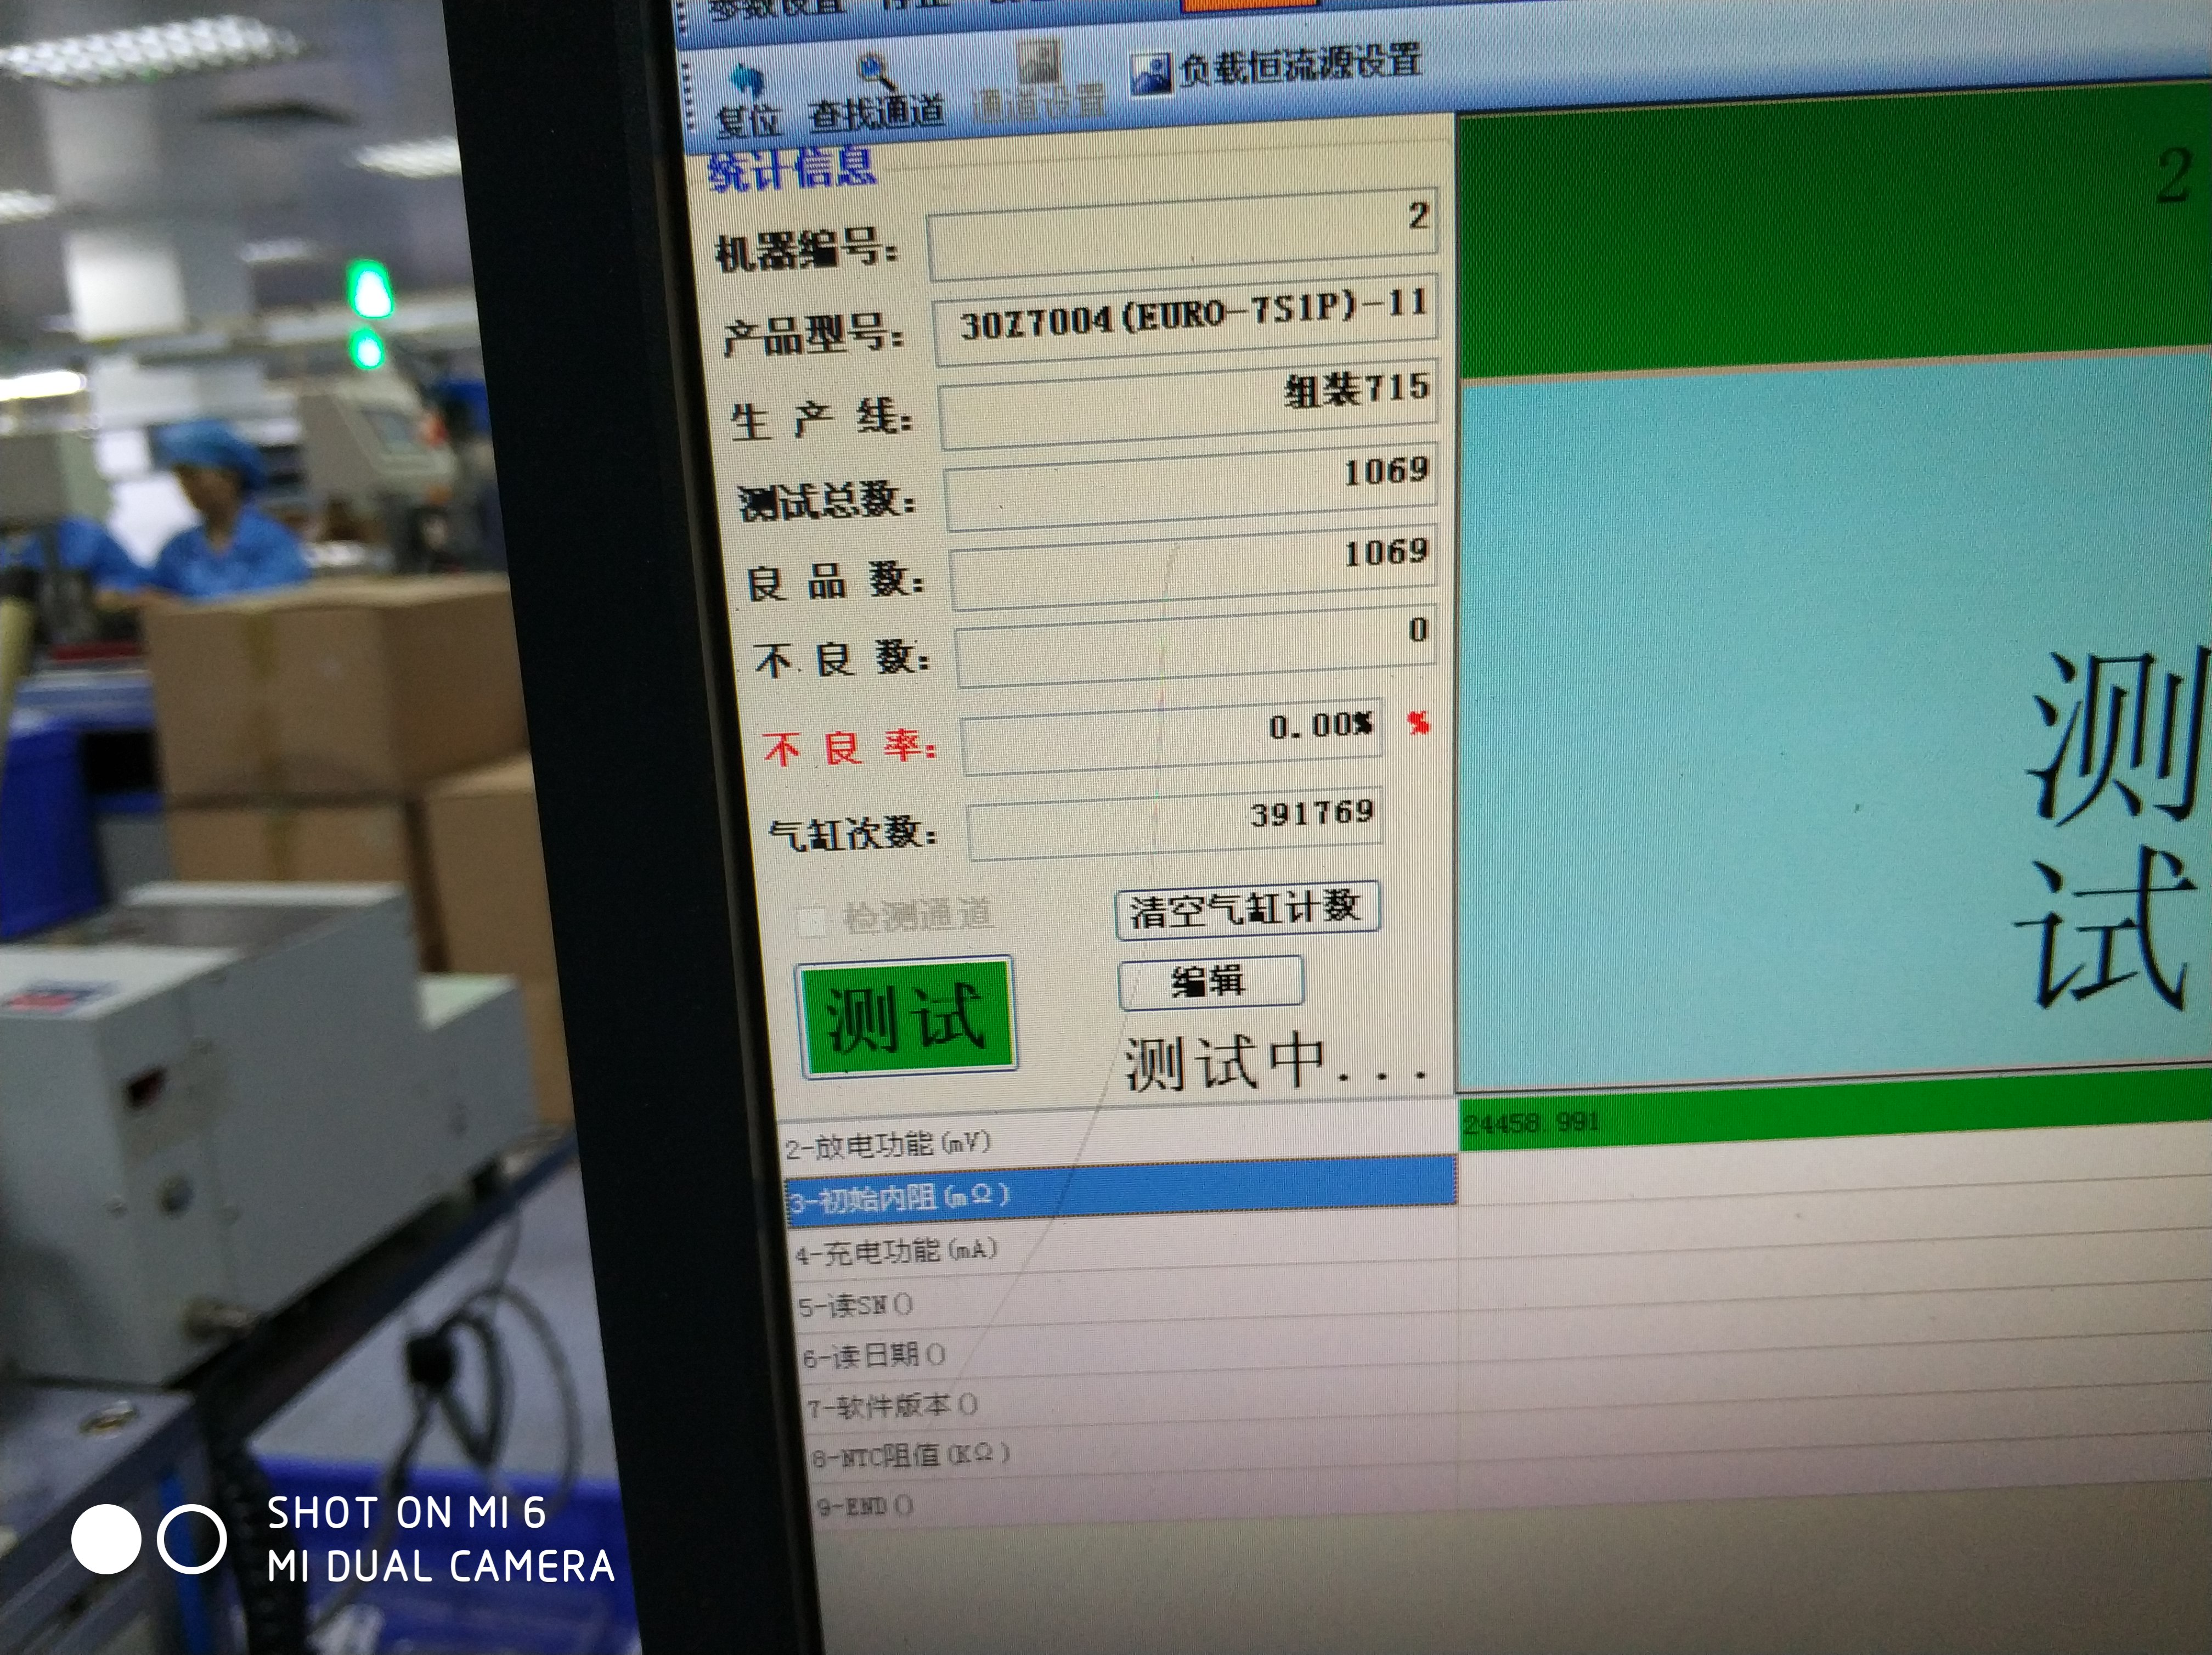 参数设置
复位 查找通道 通道设置 负载恒流源设置
统计信息
机器编号: 2
产品型号: 30Z7004(EURO-7S1P)-11
生产线: 组装715
测试总数: 1069
良品数: 1069
不良数: 0
不良率: 0.00% %
气缸次数: 391769
检测通道 清空气缸计数
测试 编辑
测试中...
2
测
试
2-放电功能(mV) 24458.991
3-初始内阻(mΩ)
4-充电功能(mA)
5-读SN()
6-读日期()
7-软件版本()
8-NTC阻值(KΩ)
9-END()
SHOT ON MI 6
MI DUAL CAMERA